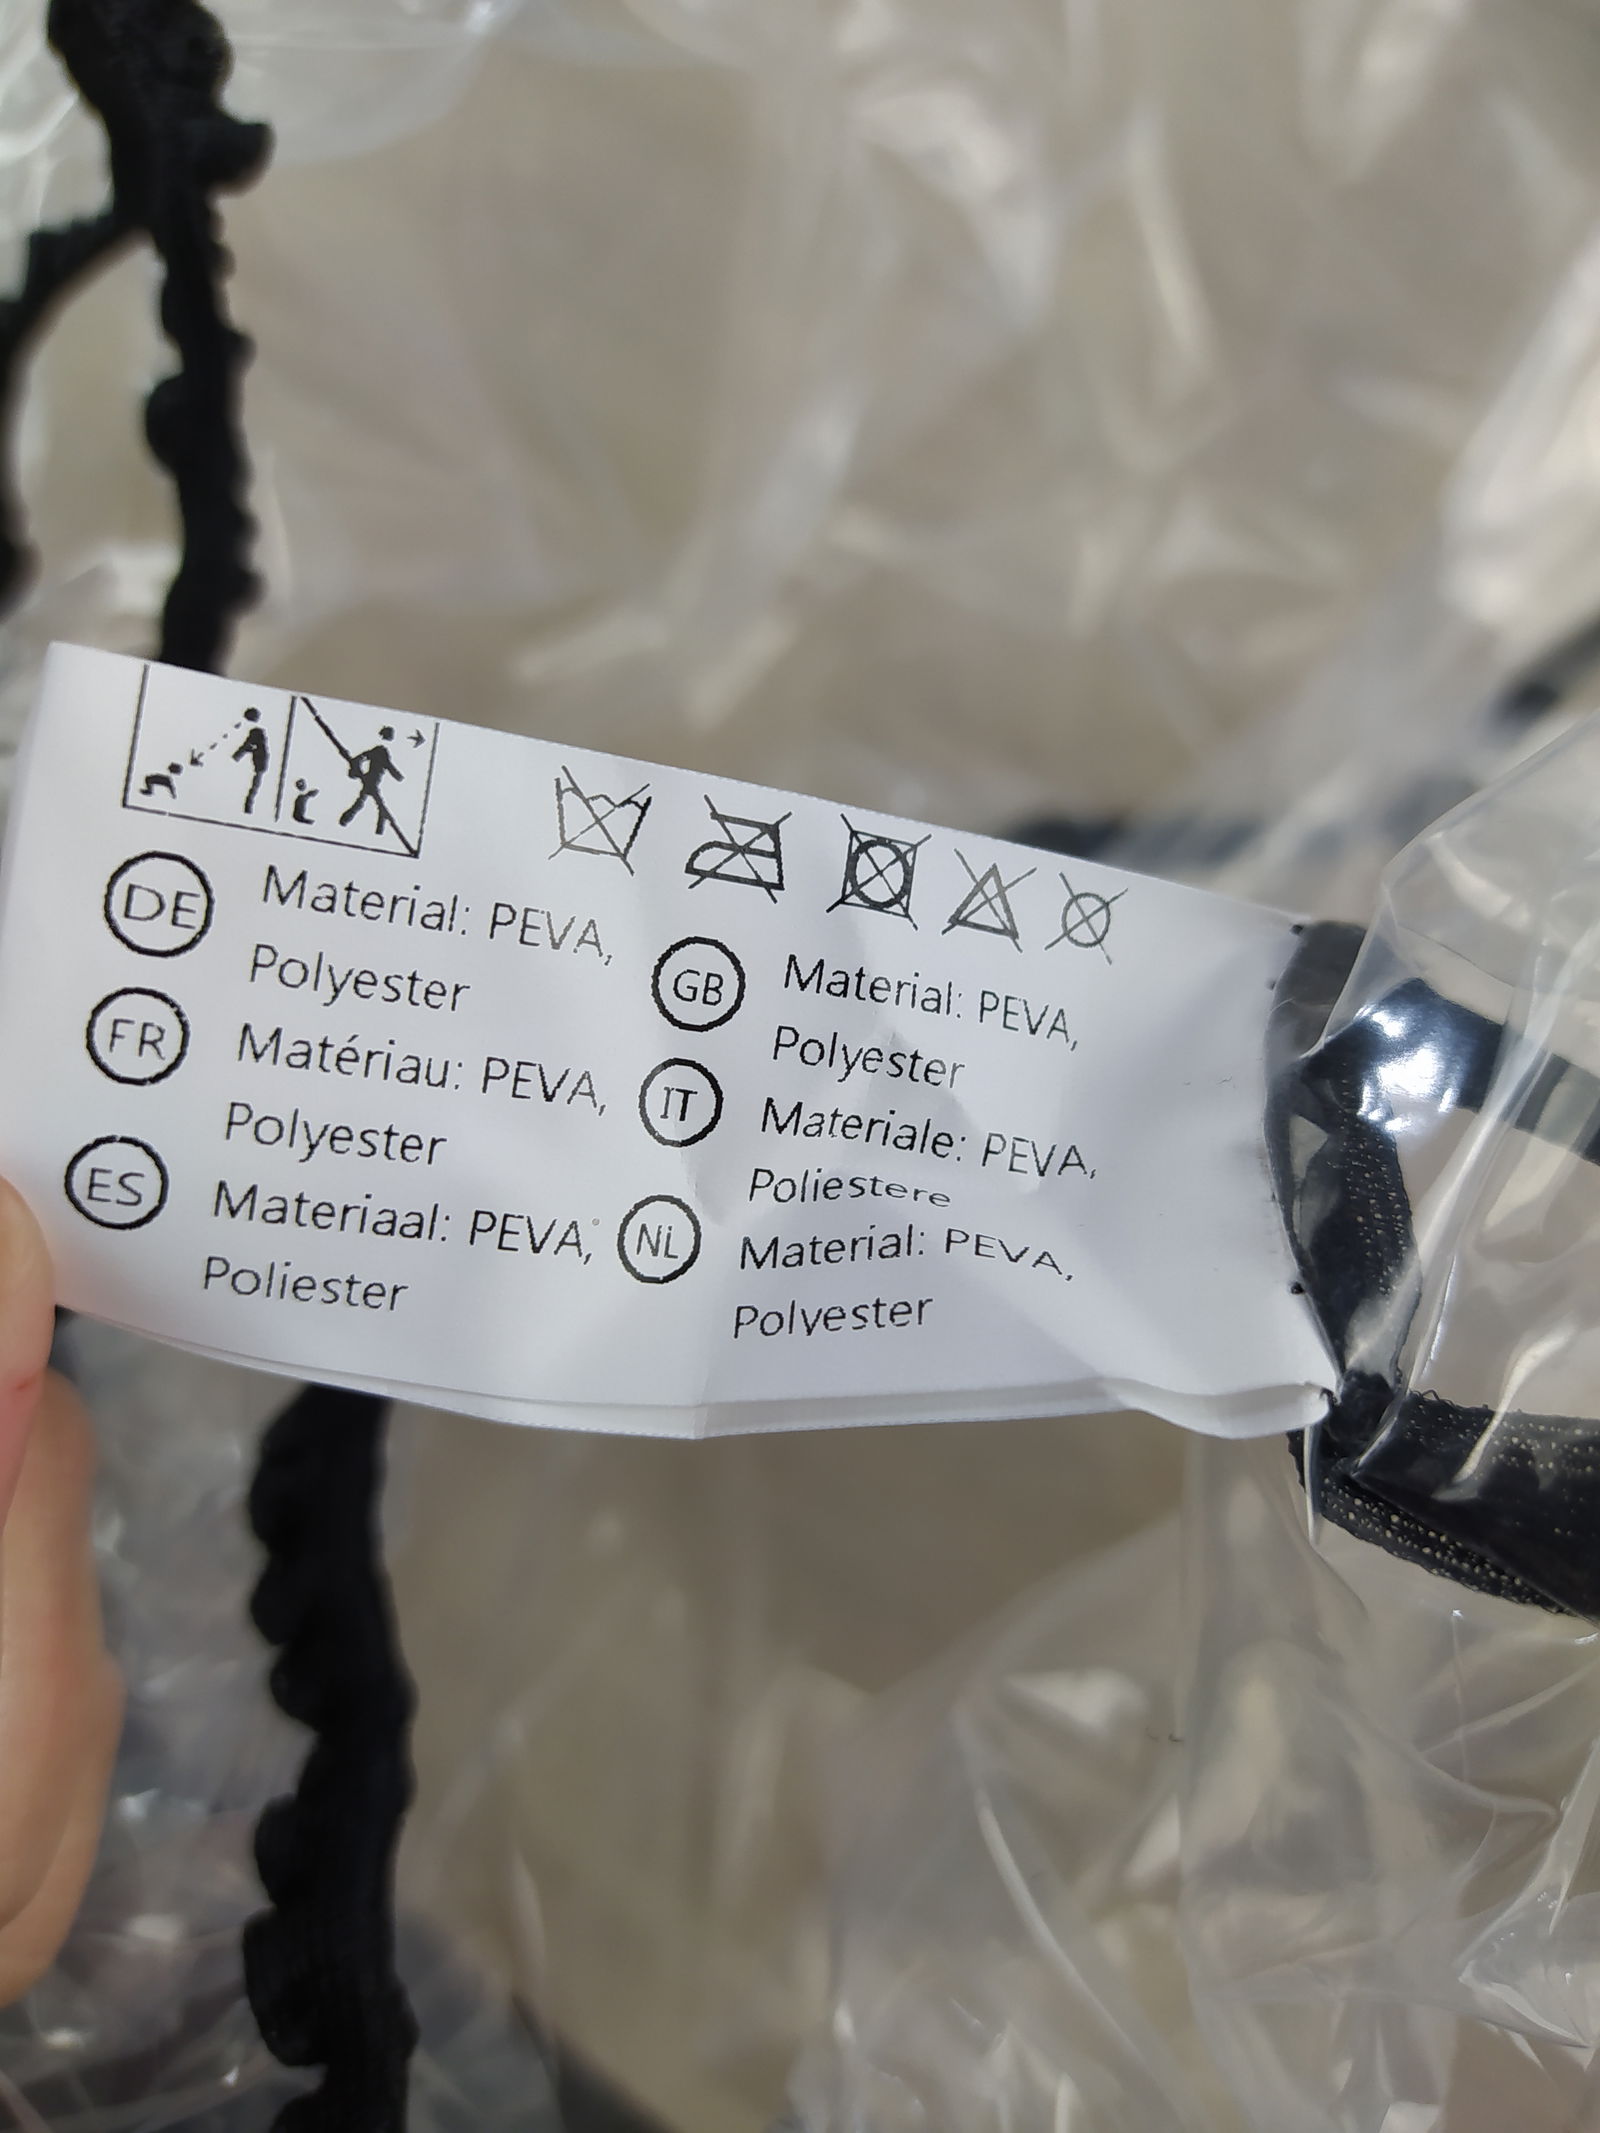 DE Material: PEVA,
Polyester
FR Matériau: PEVA,
Polyester
ES Materiaal: PEVA,
Poliester
GB Material: PEVA,
Polyester
IT Materiale: PEVA,
Poliestere
NL Material: PEVA,
Polyester